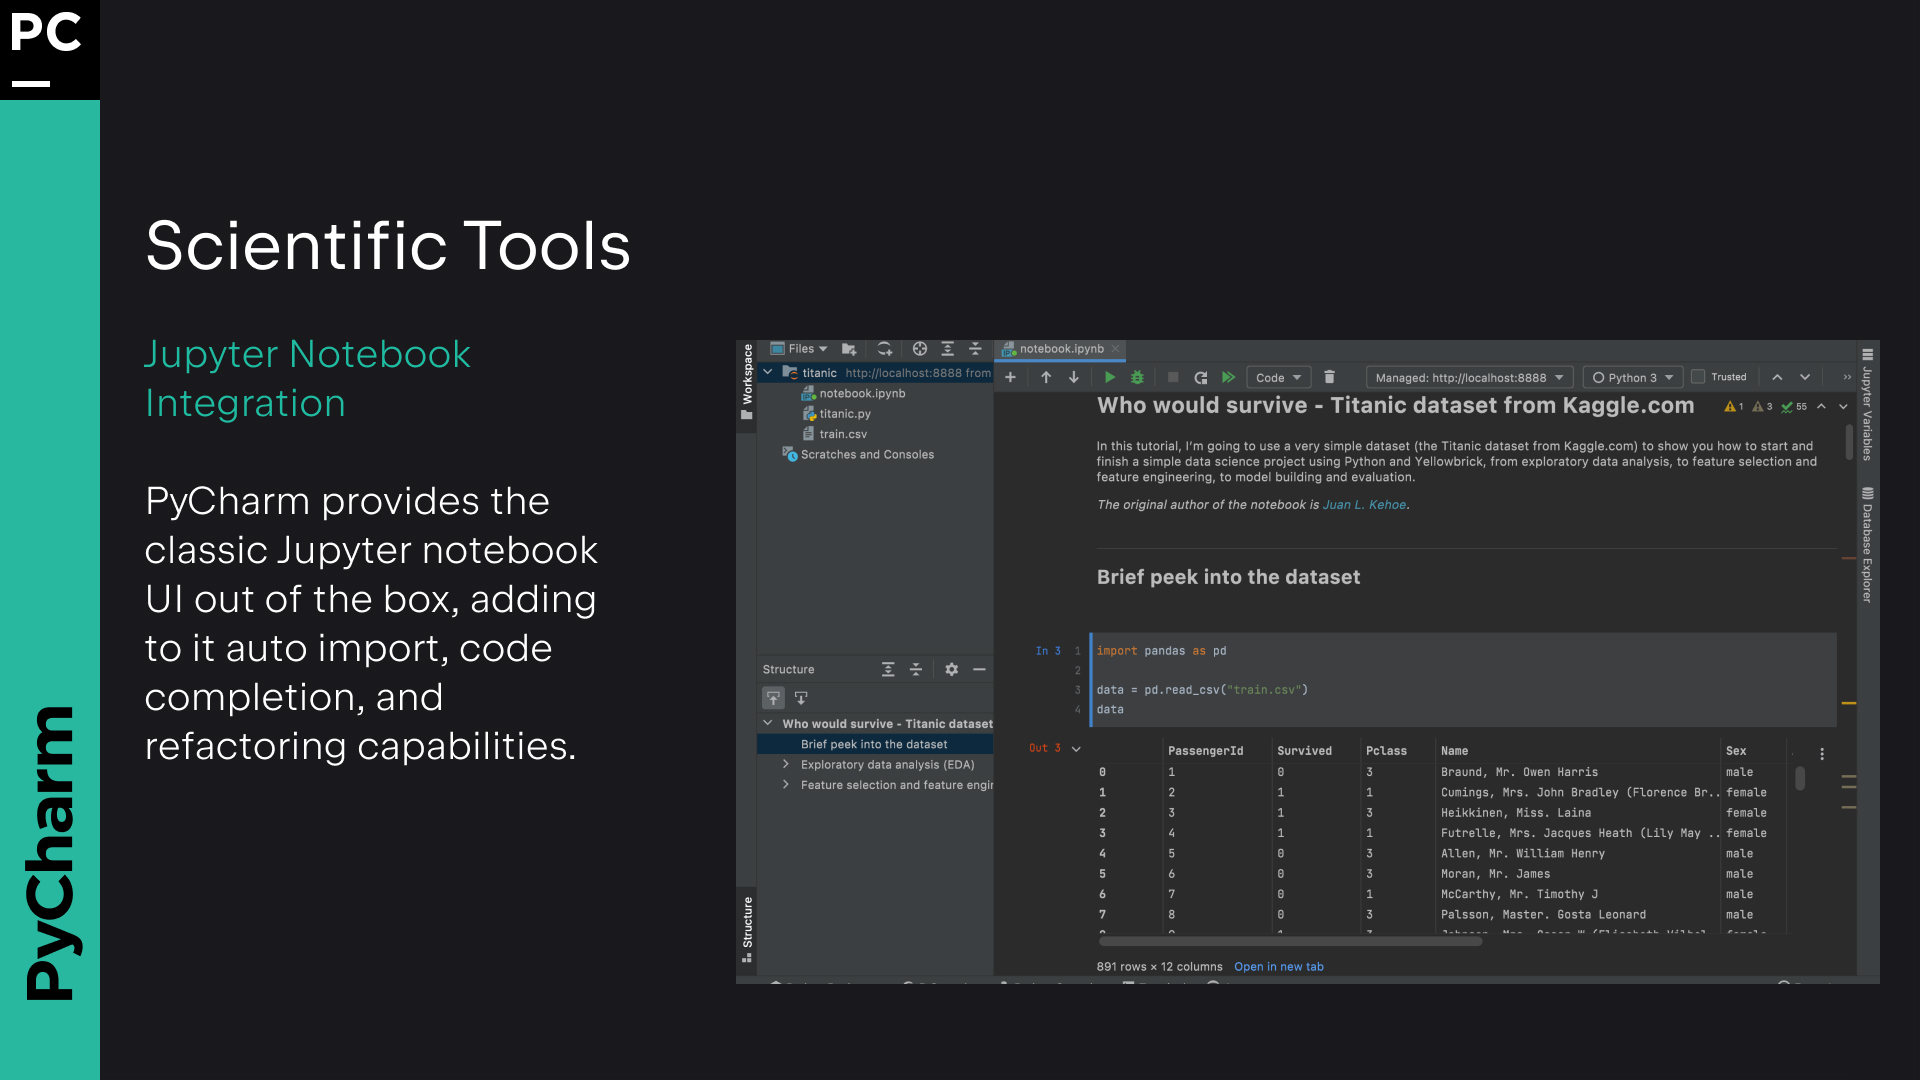 PC
PyCharm
Scientific Tools
Jupyter Notebook
Integration
PyCharm provides the
classic Jupyter notebook
UI out of the box, adding
to it auto import, code
completion, and
refactoring capabilities.
Workspace
Files
titanic http://localhost:8888 from
notebook.ipynb
titanic.py
train.csv
Scratches and Consoles
Structure
Who would survive - Titanic dataset
Brief peek into the dataset
Exploratory data analysis (EDA)
Feature selection and feature engin
Structure
notebook.ipynb
Code Managed: http://localhost:8888 Python 3 Trusted
Who would survive - Titanic dataset from Kaggle.com
1 3 55
In this tutorial, I'm going to use a very simple dataset (the Titanic dataset from Kaggle.com) to show you how to start and
finish a simple data science project using Python and Yellowbrick, from exploratory data analysis, to feature selection and
feature engineering, to model building and evaluation.
The original author of the notebook is Juan L. Kehoe.
Brief peek into the dataset
In 3
1 import pandas as pd
2
3 data = pd.read_csv("train.csv")
4 data
Out 3
PassengerId Survived Pclass Name Sex
0 1 0 3 Braund, Mr. Owen Harris male
1 2 1 1 Cumings, Mrs. John Bradley (Florence Br.. female
2 3 1 3 Heikkinen, Miss. Laina female
3 4 1 1 Futrelle, Mrs. Jacques Heath (Lily May .. female
4 5 0 3 Allen, Mr. William Henry male
5 6 0 3 Moran, Mr. James male
6 7 0 1 McCarthy, Mr. Timothy J male
7 8 0 3 Palsson, Master. Gosta Leonard male
891 rows × 12 columns Open in new tab
Jupyter Variables
Database Explorer